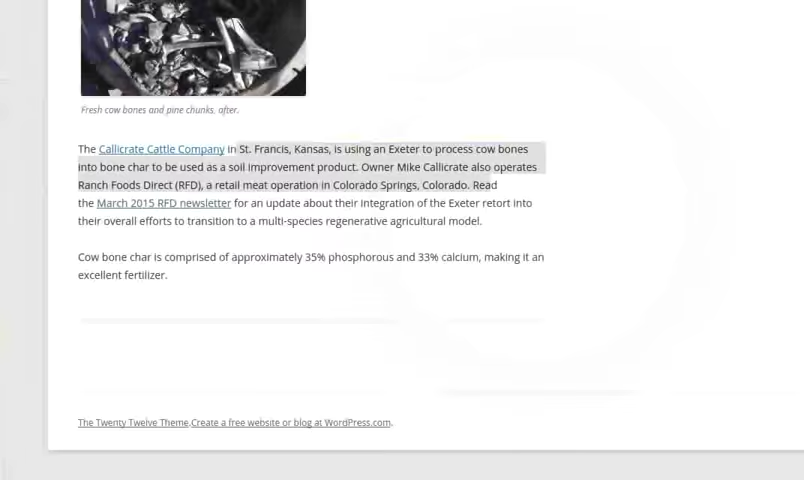 Fresh cow bones and pine chunks, after.
The Callicrate Cattle Company in St. Francis, Kansas, is using an Exeter to process cow bones
into bone char to be used as a soil improvement product. Owner Mike Callicrate also operates
Ranch Foods Direct (RFD), a retail meat operation in Colorado Springs, Colorado. Read
the March 2015 RFD newsletter for an update about their integration of the Exeter retort into
their overall efforts to transition to a multi-species regenerative agricultural model.
Cow bone char is comprised of approximately 35% phosphorous and 33% calcium, making it an
excellent fertilizer.
The Twenty Twelve Theme.Create a free website or blog at WordPress.com.